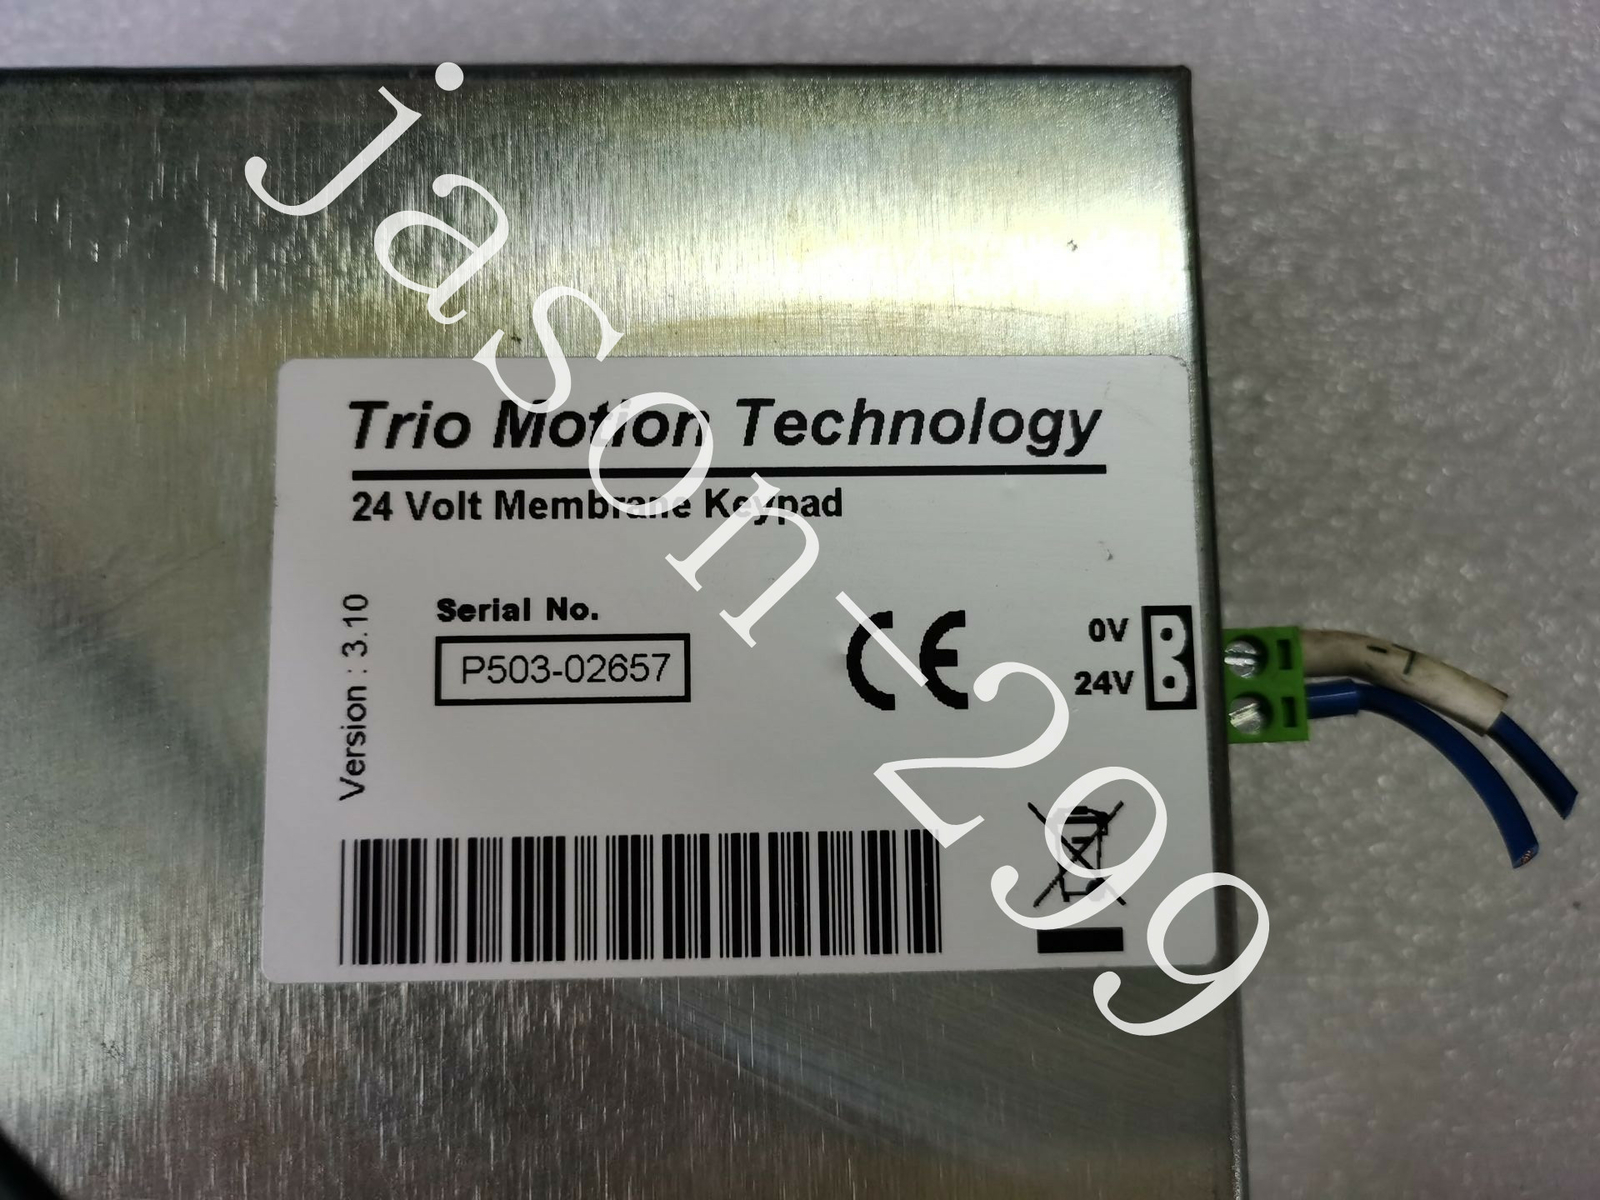 jason-299
Trio Motion Technology
24 Volt Membrane Keypad
Serial No.
P503-02657
Version : 3.10
CE
0V
24V